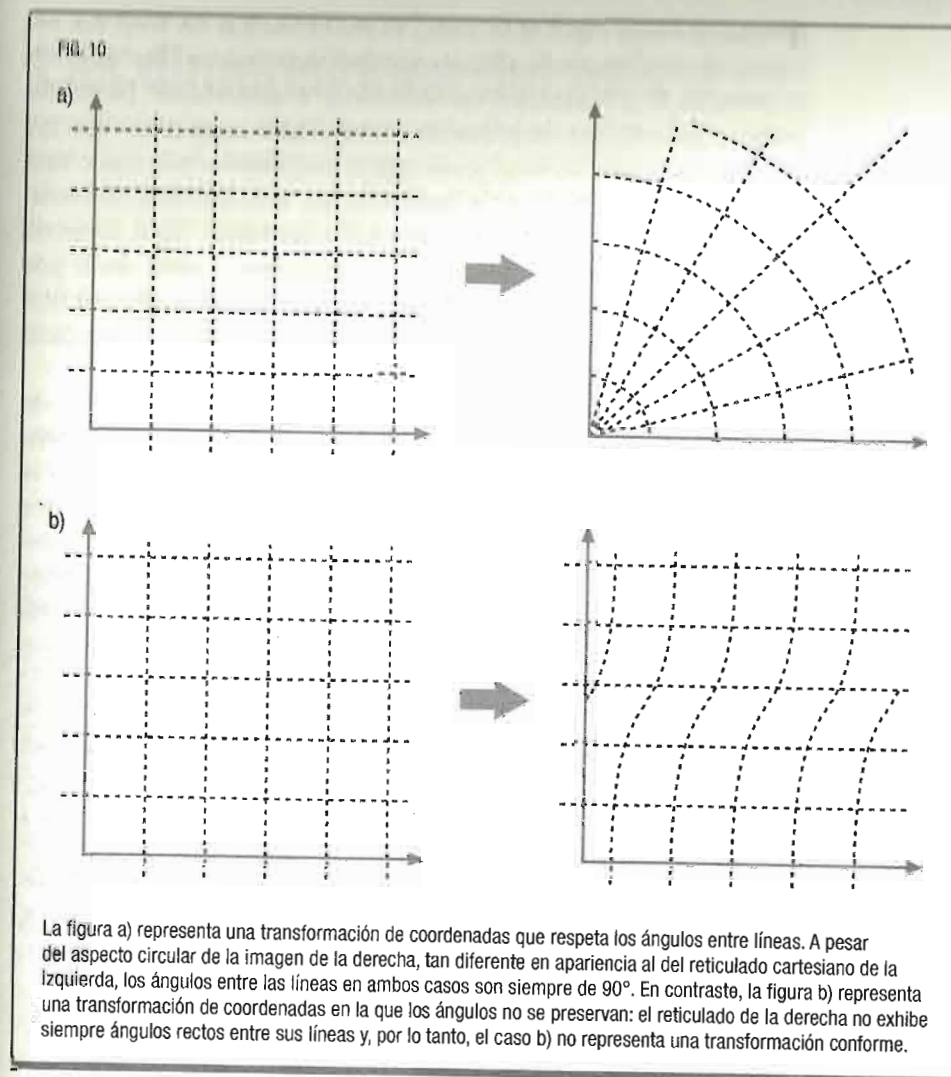 FIG. 10
a)
b)
La figura a) representa una transformación de coordenadas que respeta los ángulos entre líneas. A pesar
del aspecto circular de la imagen de la derecha, tan diferente en apariencia al del reticulado cartesiano de la
izquierda, los ángulos entre las líneas en ambos casos son siempre de 90°. En contraste, la figura b) representa
una transformación de coordenadas en la que los ángulos no se preservan: el reticulado de la derecha no exhibe
siempre ángulos rectos entre sus líneas y, por lo tanto, el caso b) no representa una transformación conforme.